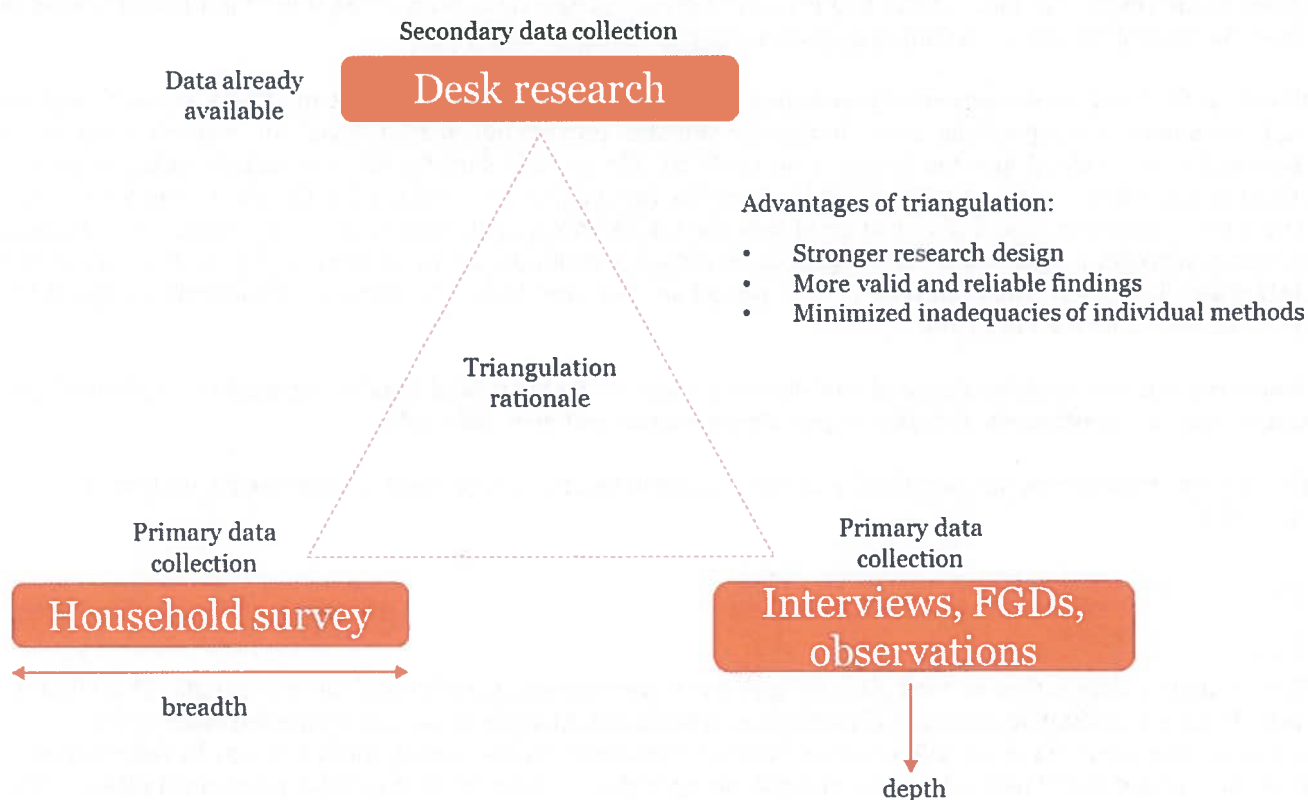 Secondary data collection
Data already
available
Desk research
Advantages of triangulation:
• Stronger research design
• More valid and reliable findings
• Minimized inadequacies of individual methods
Triangulation
rationale
Primary data
collection
Household survey
breadth
Primary data
collection
Interviews, FGDs,
observations
depth